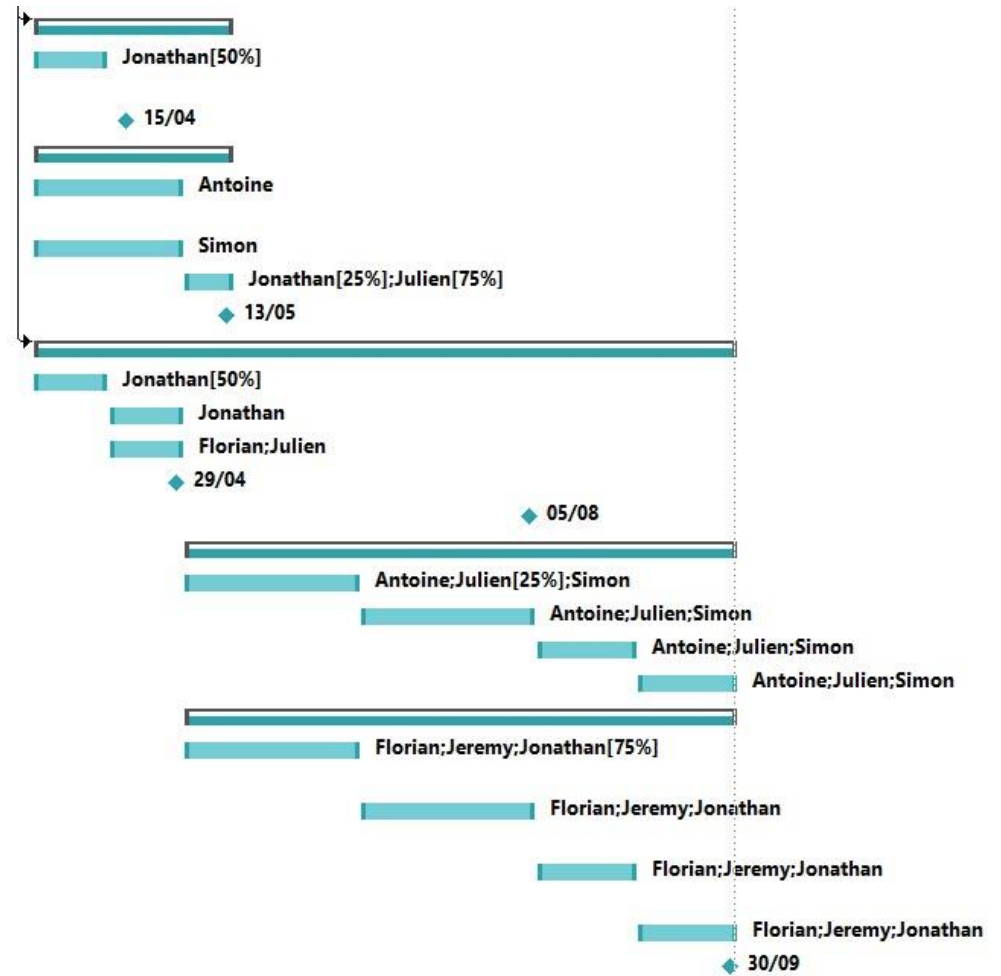 Jonathan[50%]
15/04
Antoine
Simon
Jonathan[25%];Julien[75%]
13/05
Jonathan[50%]
Jonathan
Florian;Julien
29/04
05/08
Antoine;Julien[25%];Simon
Antoine;Julien;Simon
Antoine;Julien;Simon
Antoine;Julien;Simon
Florian;Jeremy;Jonathan[75%]
Florian;Jeremy;Jonathan
Florian;Jeremy;Jonathan
Florian;Jeremy;Jonathan
30/09